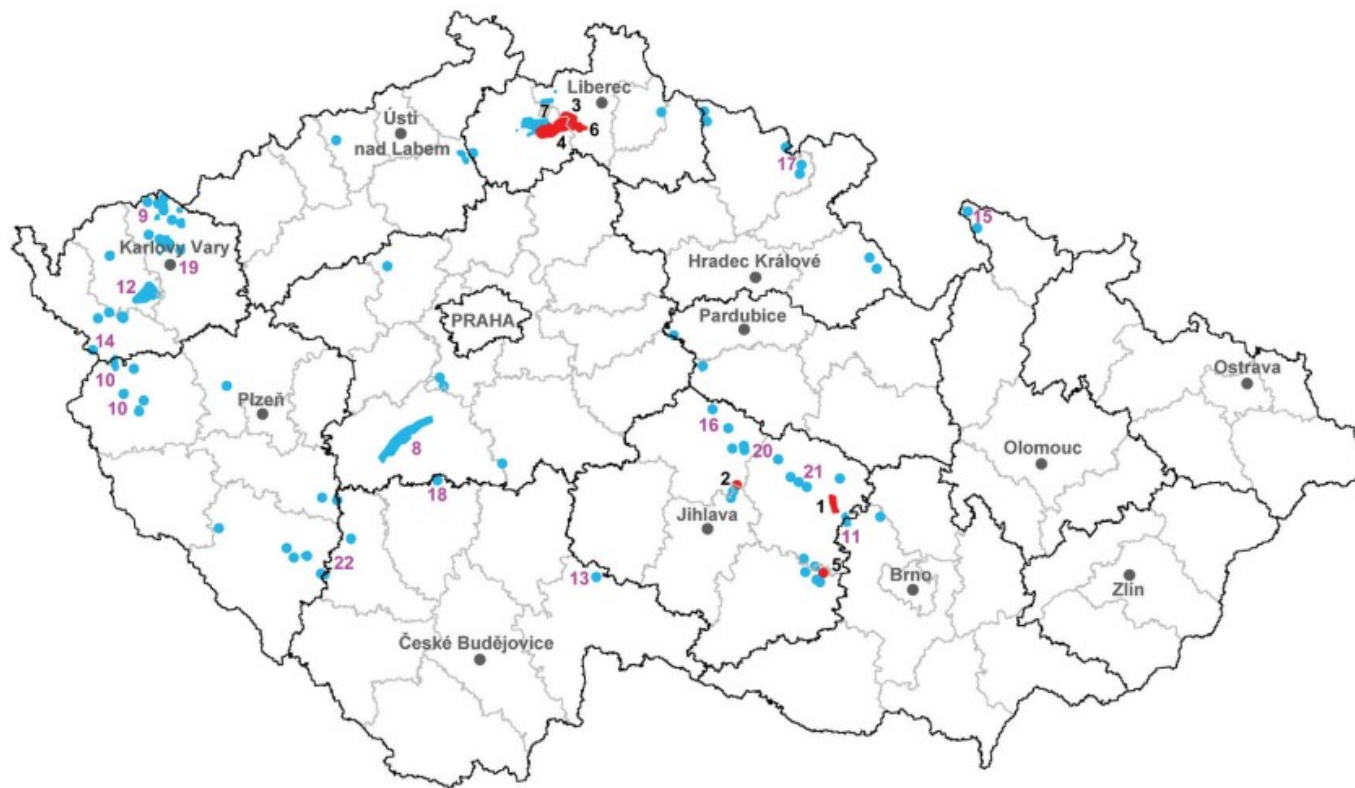 Liberec
3
7
6
4
Ústi
nad Labem
17
9
15
Karlovy Vary
19
Hradec Králové
12
Pardubice
PRAHA
14
10
Ostrava
10
Plzeň
16
8
20
Olomouc
21
2
18
1
Jihlava
11
22
5
13
Brno
Zlín
České Budějovice